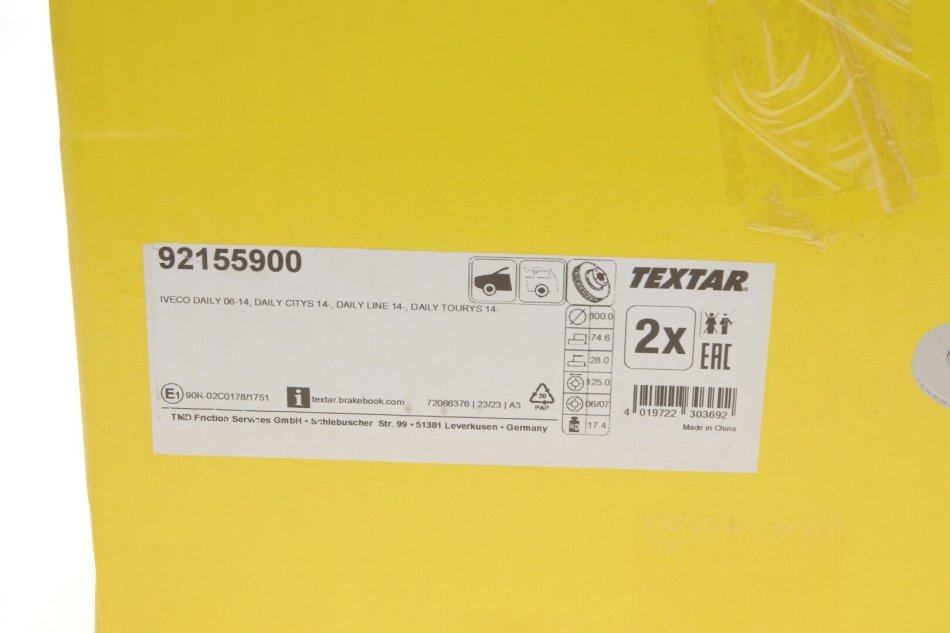 92155900
TEXTAR
IVECO DAILY 06-14, DAILY CITYS 14-, DAILY LINE 14-, DAILY TOURYS 14-
300.0
74.6
28.0
125.0
06/07
17.4
2x
EAC
E1 90R-02C0178/1751
i textar.brakebook.com
72066376 | 23/23 | A3
20
PAP
TMD Friction Services GmbH • Schlebuscher Str. 99 • 51381 Leverkusen • Germany
4 019722 303692
Made in China